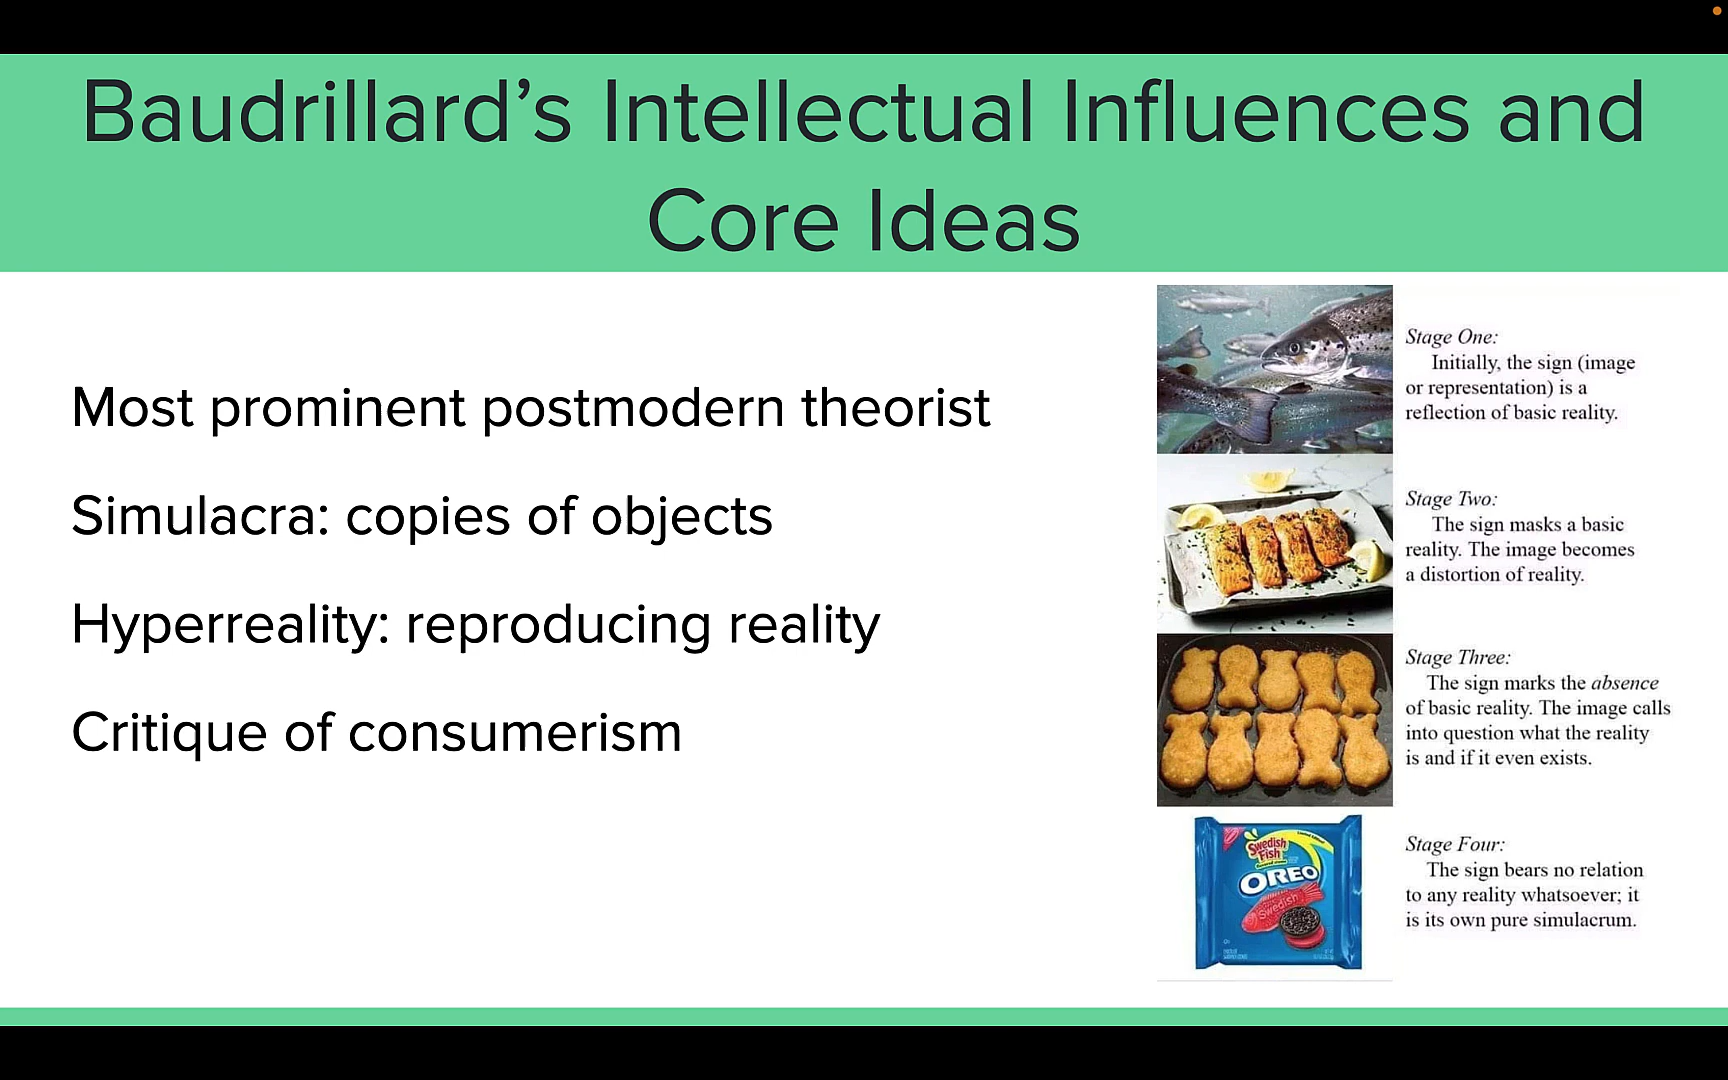 Baudrillard’s Intellectual Influences and
Core Ideas
Most prominent postmodern theorist
Simulacra: copies of objects
Hyperreality: reproducing reality
Critique of consumerism
Stage One:
Initially, the sign (image
or representation) is a
reflection of basic reality.
Stage Two:
The sign masks a basic
reality. The image becomes
a distortion of reality.
Stage Three:
The sign marks the absence
of basic reality. The image calls
into question what the reality
is and if it even exists.
Swedish
Fish
OREO
Swedish
Stage Four:
The sign bears no relation
to any reality whatsoever; it
is its own pure simulacrum.